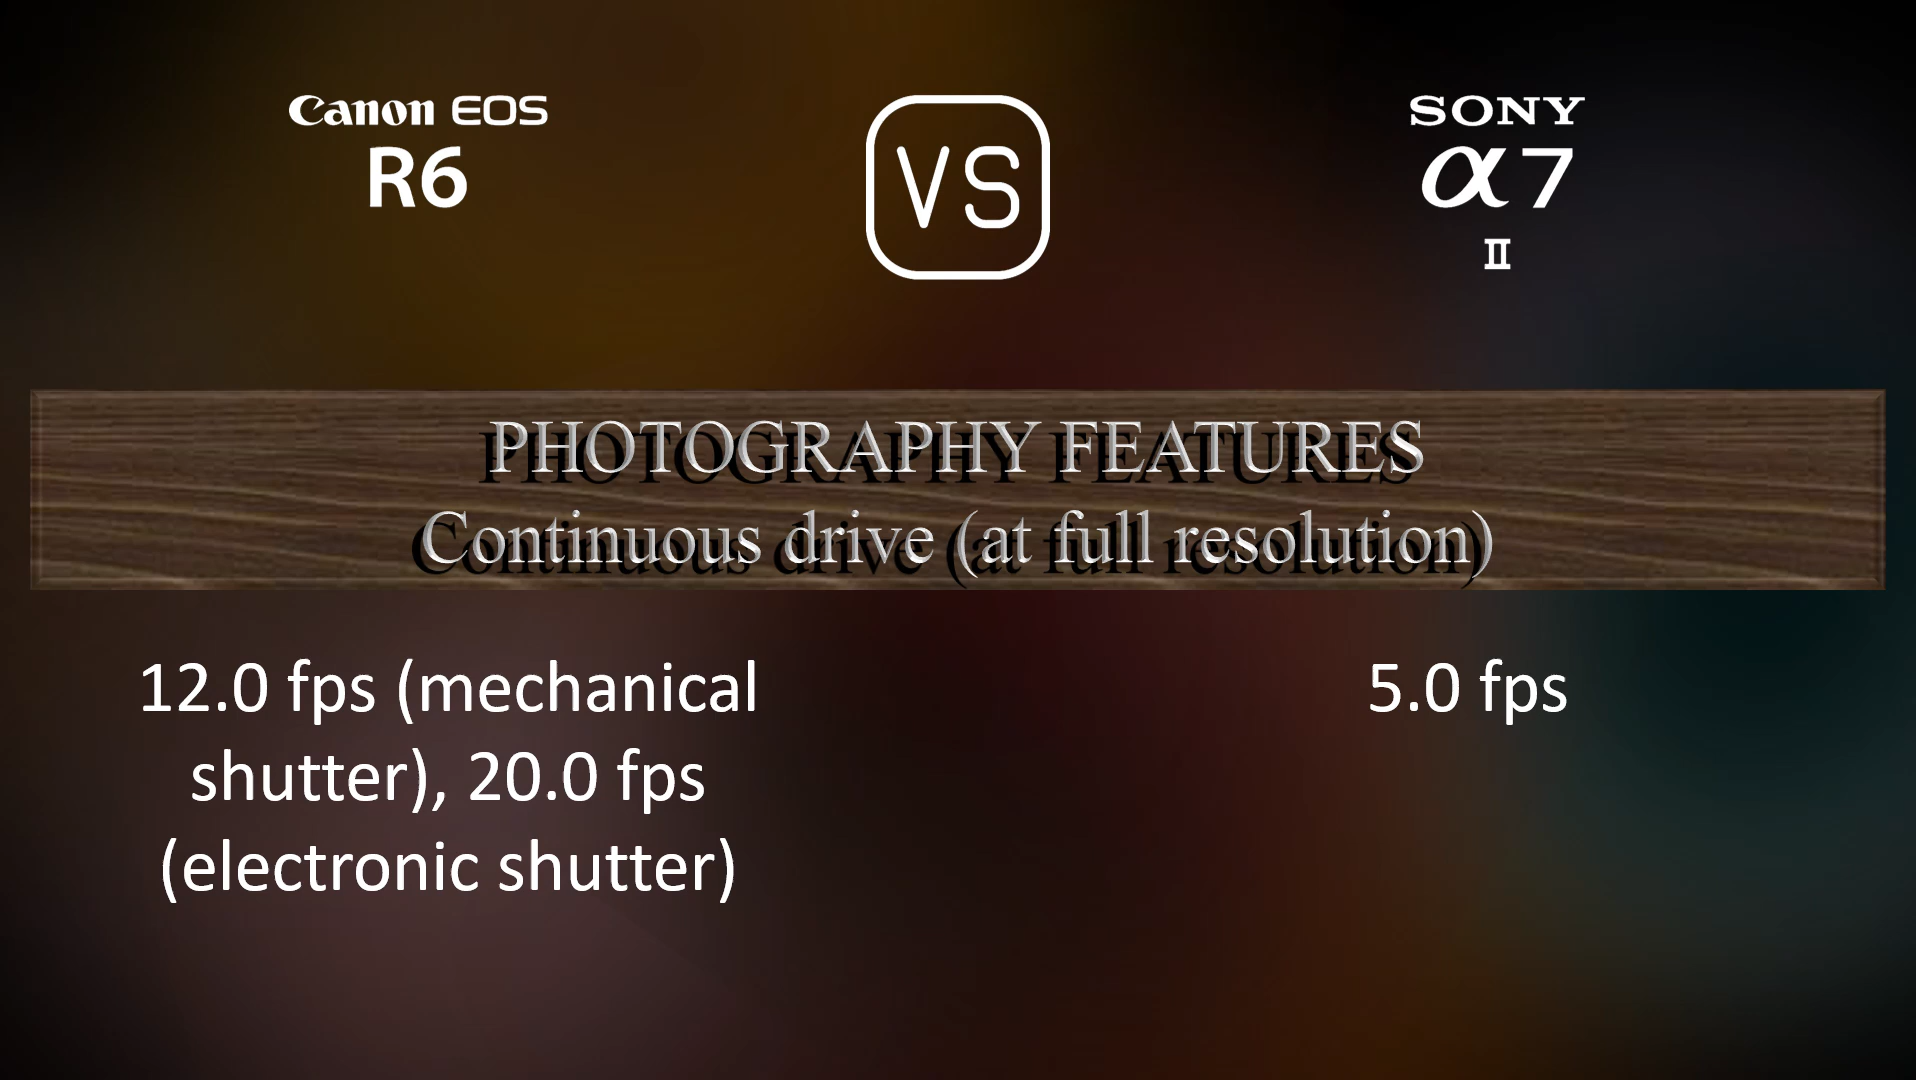 Canon EOS
R6
VS
SONY
α7
II
PHOTOGRAPHY FEATURES
Continuous drive (at full resolution)
12.0 fps (mechanical
shutter), 20.0 fps
(electronic shutter)
5.0 fps